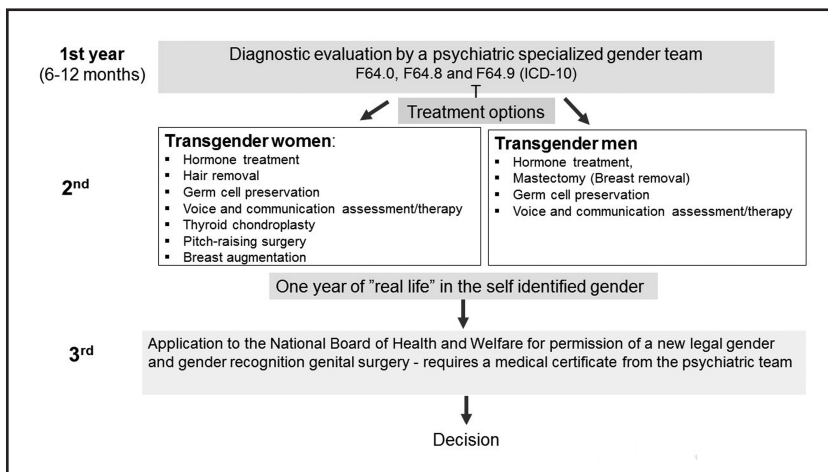 1st year
(6-12 months)
Diagnostic evaluation by a psychiatric specialized gender team
F64.0, F64.8 and F64.9 (ICD-10)
Treatment options
2nd
Transgender women:
▪ Hormone treatment
▪ Hair removal
▪ Germ cell preservation
▪ Voice and communication assessment/therapy
▪ Thyroid chondroplasty
▪ Pitch-raising surgery
▪ Breast augmentation
Transgender men
▪ Hormone treatment,
▪ Mastectomy (Breast removal)
▪ Germ cell preservation
▪ Voice and communication assessment/therapy
One year of ”real life” in the self identified gender
3rd
Application to the National Board of Health and Welfare for permission of a new legal gender
and gender recognition genital surgery - requires a medical certificate from the psychiatric team
Decision